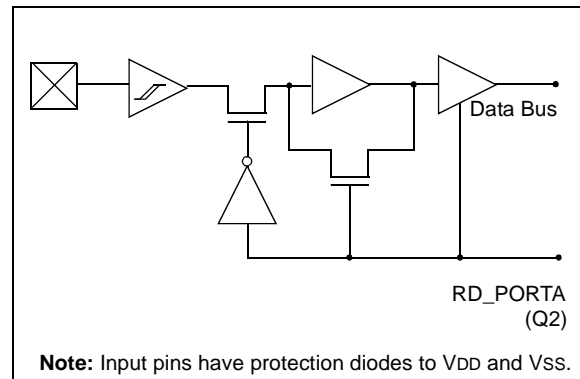 Data Bus
RD_PORTA
(Q2)
Note: Input pins have protection diodes to VDD and VSS.